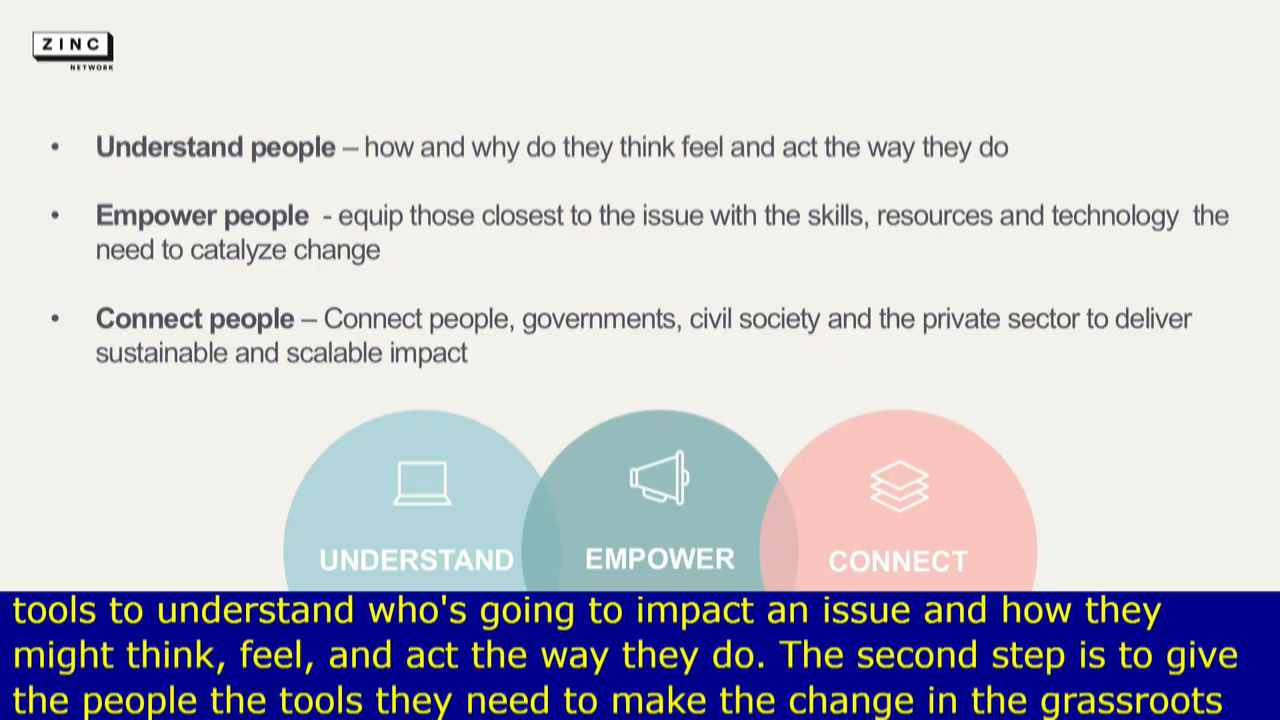 ZINC
NETWORK
• Understand people – how and why do they think feel and act the way they do
• Empower people  - equip those closest to the issue with the skills, resources and technology  the
need to catalyze change
• Connect people – Connect people, governments, civil society and the private sector to deliver
sustainable and scalable impact
UNDERSTAND
EMPOWER
CONNECT
tools to understand who's going to impact an issue and how they
might think, feel, and act the way they do. The second step is to give
the people the tools they need to make the change in the grassroots